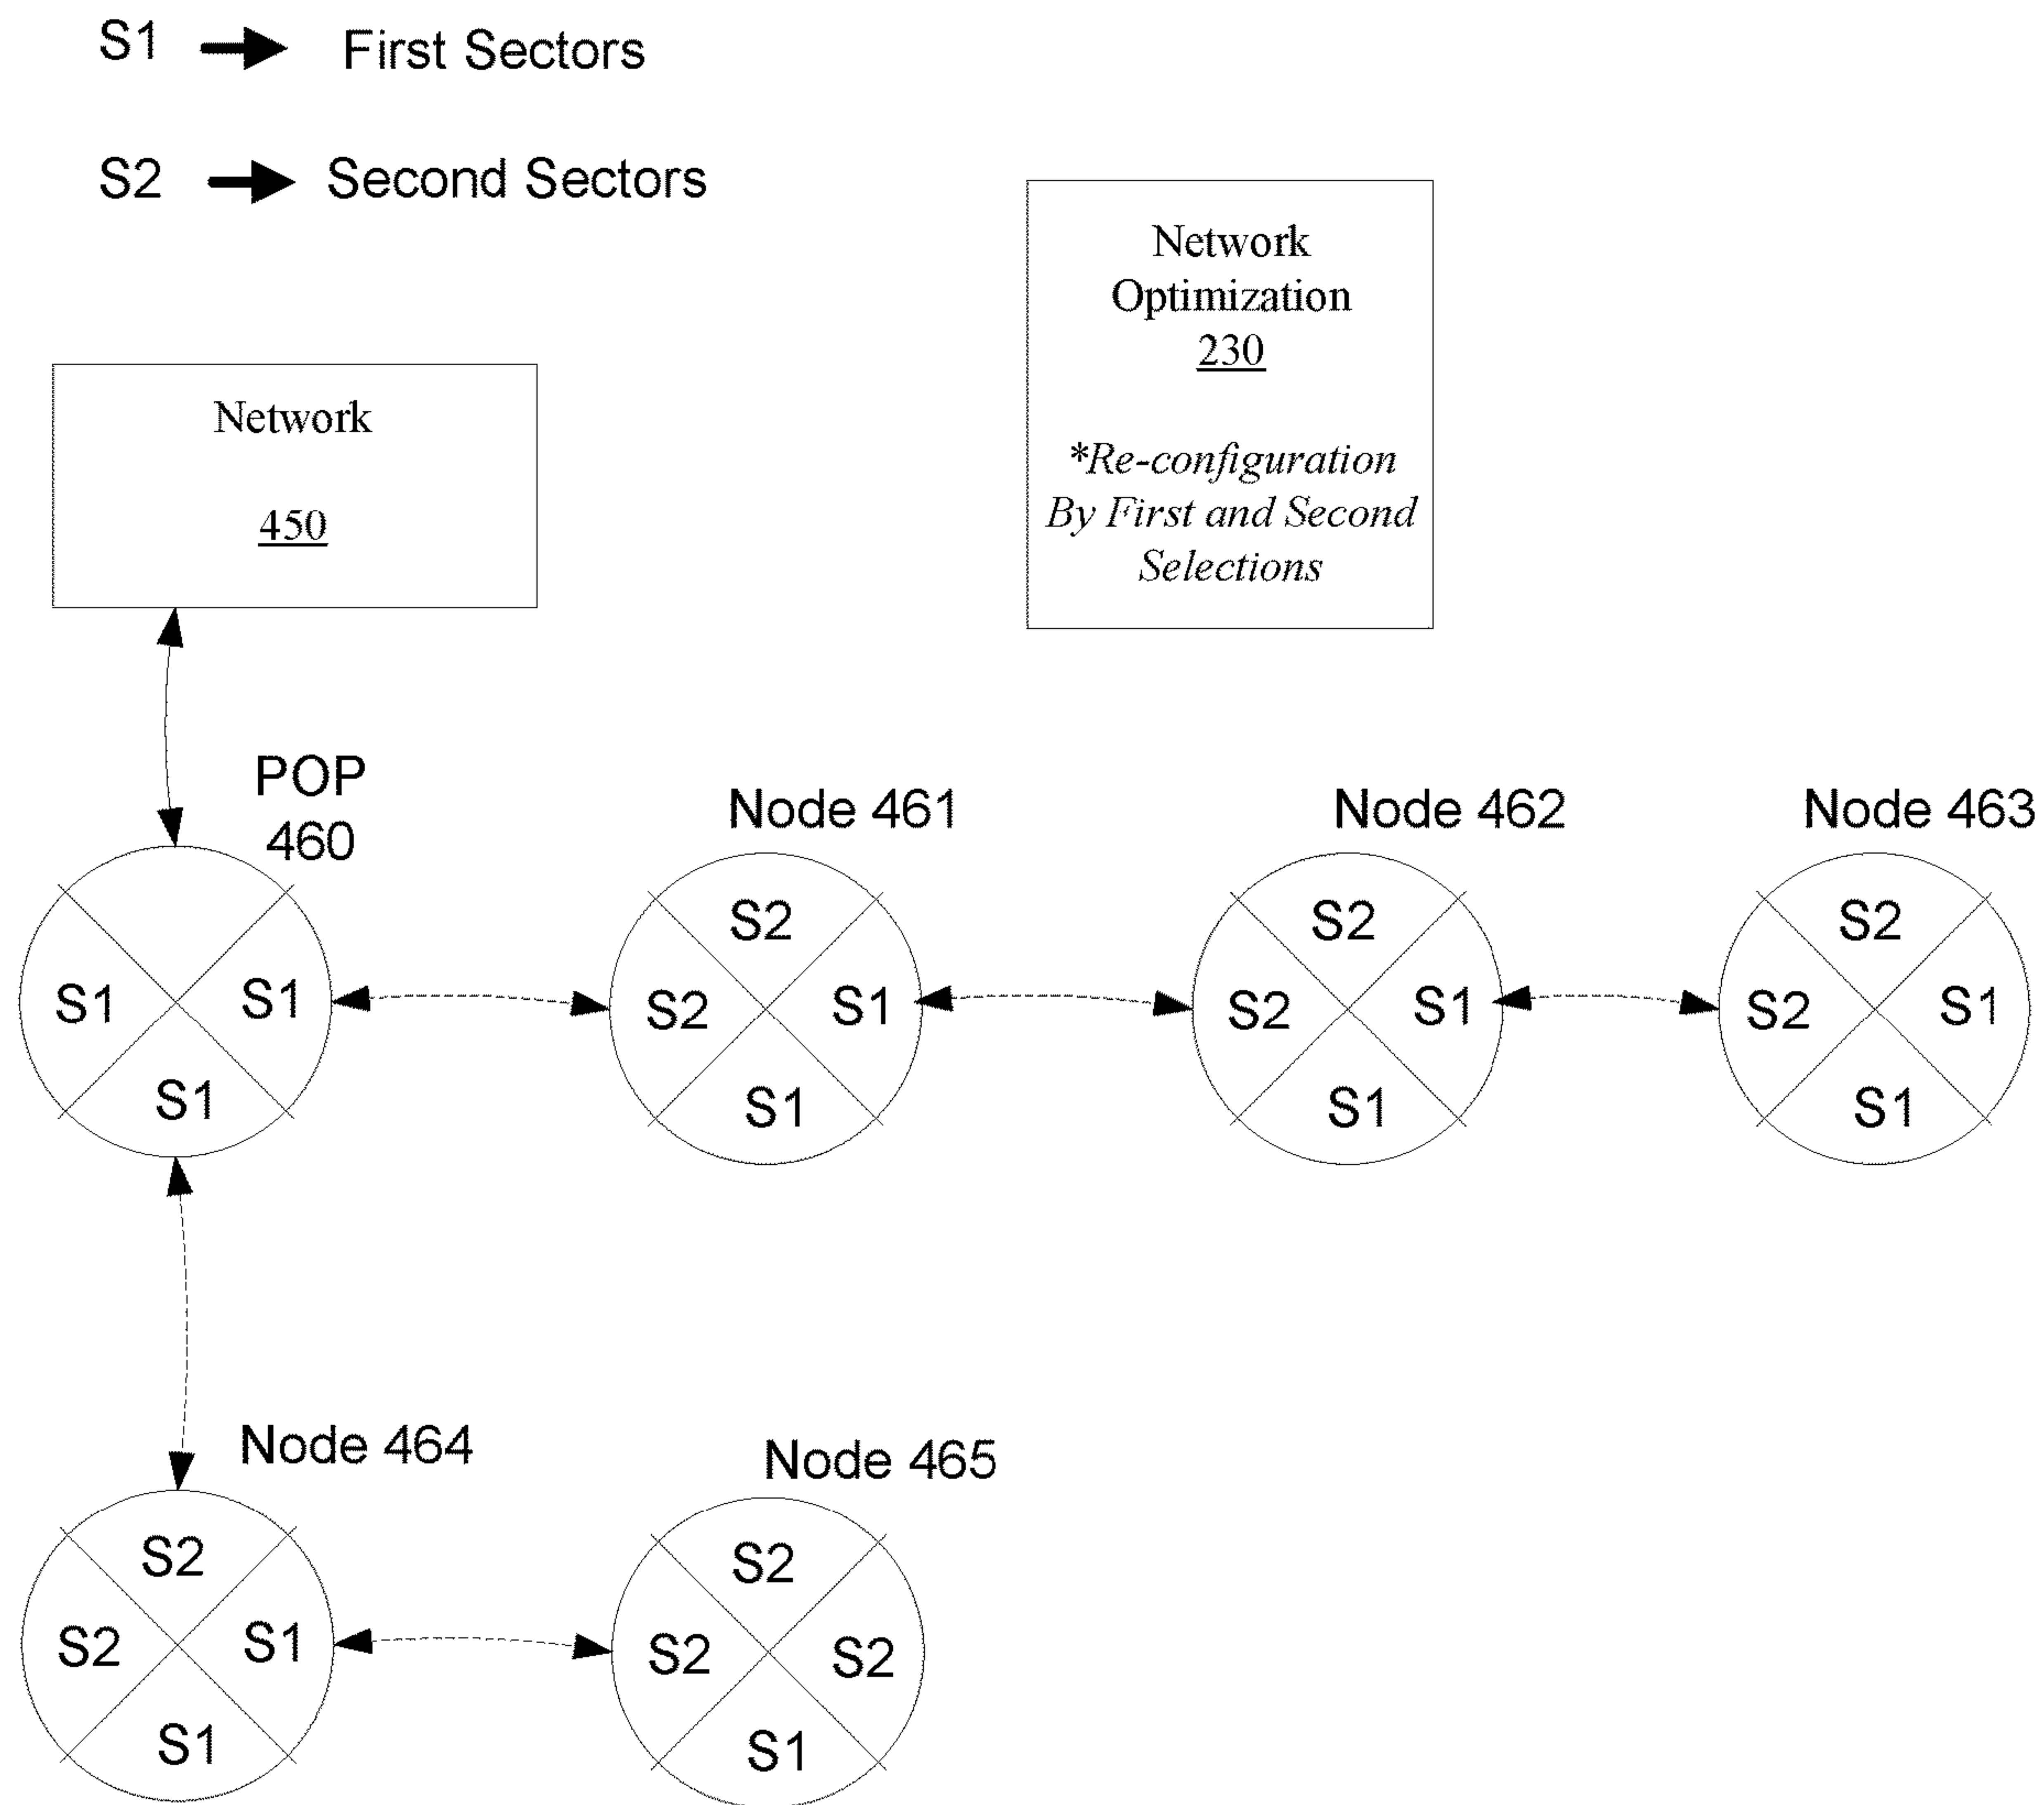 S1 First Sectors
S2 Second Sectors
Network
Optimization
230
*Re-configuration
By First and Second
Selections
Network
450
POP
460
Node 461
Node 462
Node 463
S1
S1
S1
S2
S2
S1
S1
S2
S2
S1
S1
S2
S2
S1
S1
Node 464
Node 465
S2
S2
S1
S1
S2
S2
S2
S1